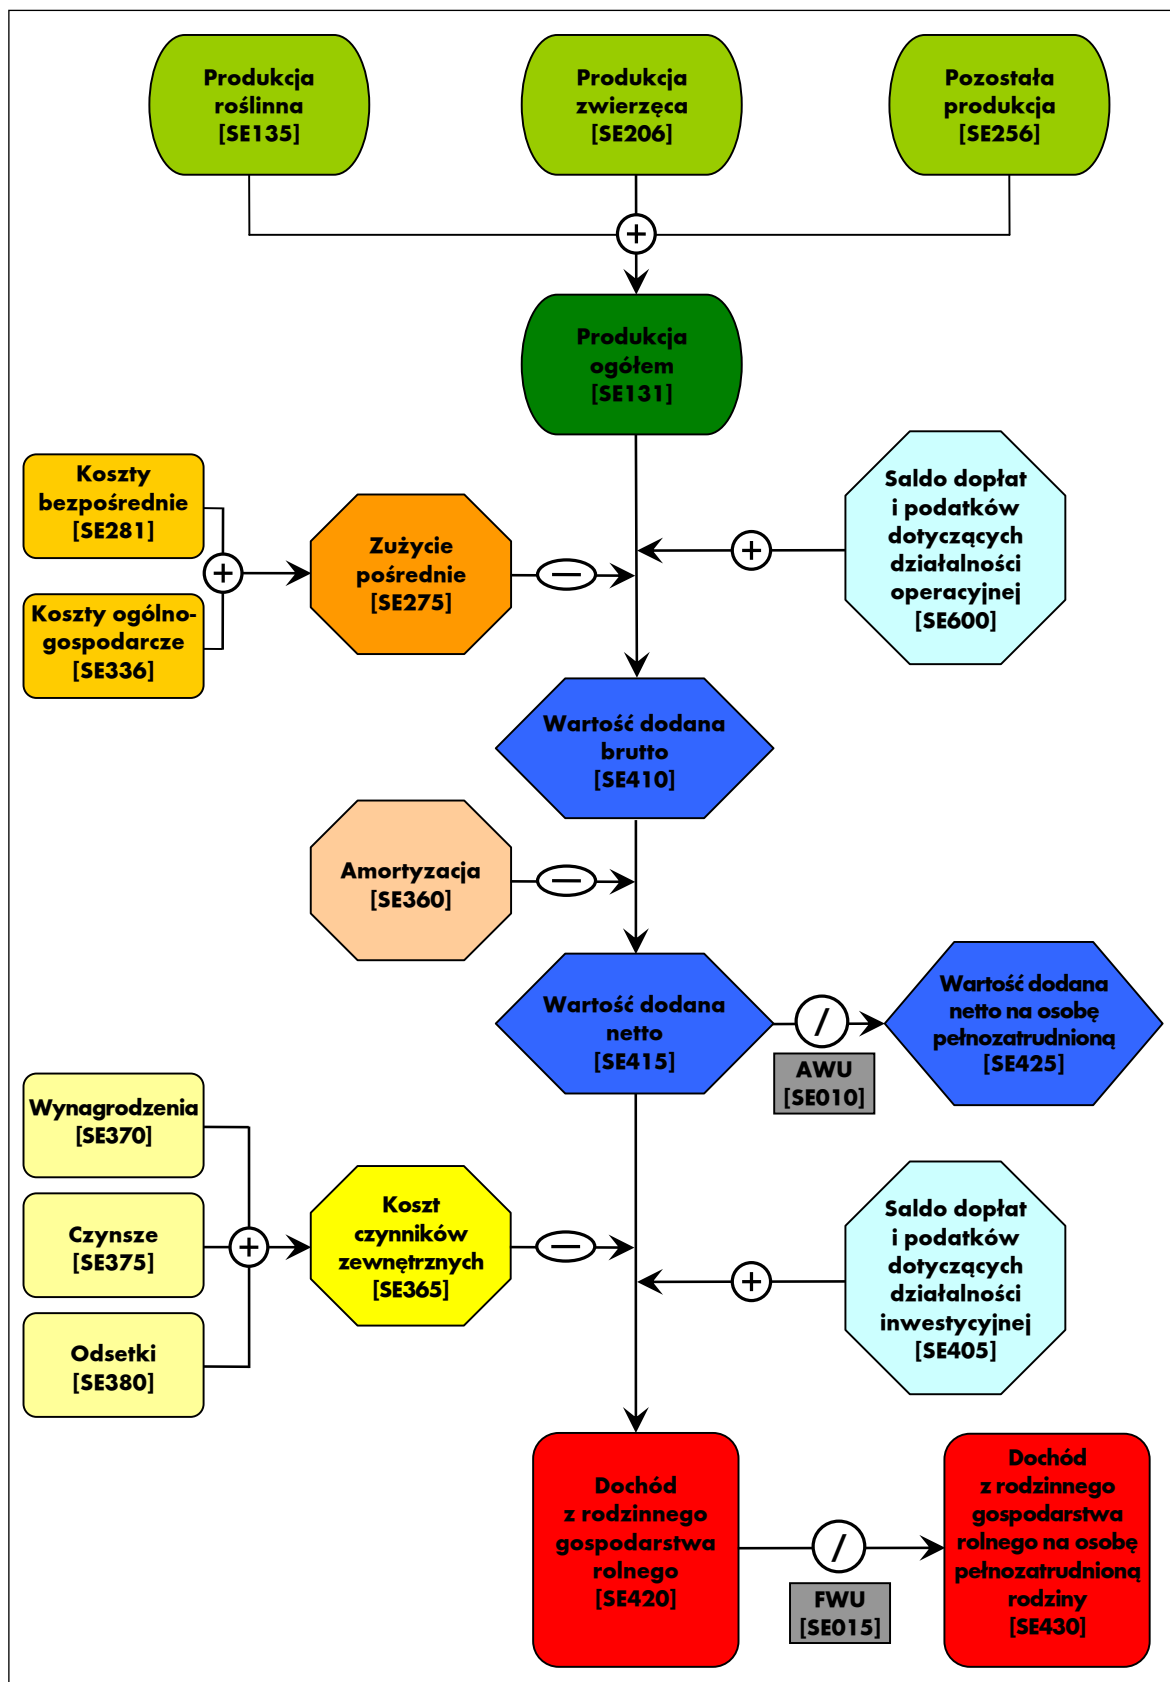 Produkcja
roślinna
[SE135]
Produkcja
zwierzęca
[SE206]
Pozostała
produkcja
[SE256]
+
Produkcja
ogółem
[SE131]
Koszty
bezpośrednie
[SE281]
Koszty ogólno-
gospodarcze
[SE336]
+
Zużycie
pośrednie
[SE275]
—
+
Saldo dopłat
i podatków
dotyczących
działalności
operacyjnej
[SE600]
Wartość dodana
brutto
[SE410]
Amortyzacja
[SE360]
—
Wartość dodana
netto
[SE415]
/
AWU
[SE010]
Wartość dodana
netto na osobę
pełnozatrudnioną
[SE425]
Wynagrodzenia
[SE370]
Czynsze
[SE375]
Odsetki
[SE380]
+
Koszt
czynników
zewnętrznych
[SE365]
—
+
Saldo dopłat
i podatków
dotyczących
działalności
inwestycyjnej
[SE405]
Dochód
z rodzinnego
gospodarstwa
rolnego
[SE420]
/
FWU
[SE015]
Dochód
z rodzinnego
gospodarstwa
rolnego na osobę
pełnozatrudnioną
rodziny
[SE430]